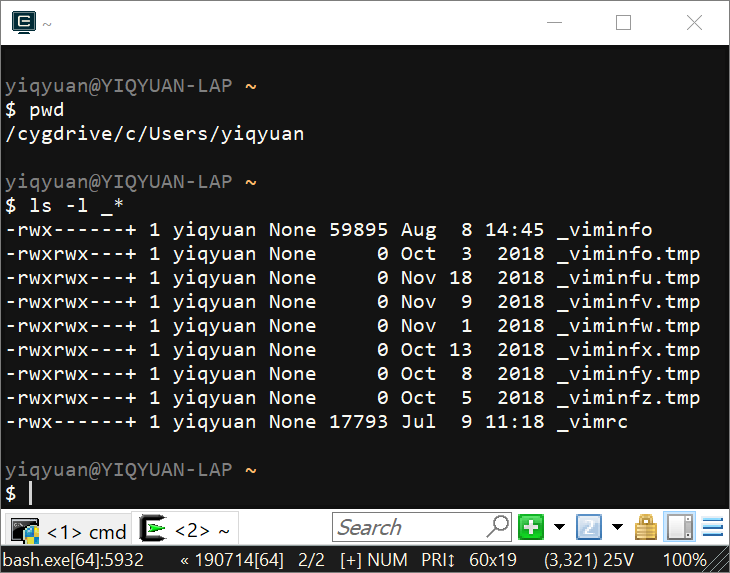 ~
yiqyuan@YIQYUAN-LAP ~
$ pwd
/cygdrive/c/Users/yiqyuan
yiqyuan@YIQYUAN-LAP ~
$ ls -l _*
-rwx------+ 1 yiqyuan None 59895 Aug  8 14:45 _viminfo
-rwxrwx---+ 1 yiqyuan None     0 Oct  3  2018 _viminfo.tmp
-rwxrwx---+ 1 yiqyuan None     0 Nov 18  2018 _viminfu.tmp
-rwxrwx---+ 1 yiqyuan None     0 Nov  9  2018 _viminfv.tmp
-rwxrwx---+ 1 yiqyuan None     0 Nov  1  2018 _viminfw.tmp
-rwxrwx---+ 1 yiqyuan None     0 Oct 13  2018 _viminfx.tmp
-rwxrwx---+ 1 yiqyuan None     0 Oct  8  2018 _viminfy.tmp
-rwxrwx---+ 1 yiqyuan None     0 Oct  5  2018 _viminfz.tmp
-rwx------+ 1 yiqyuan None 17793 Jul  9 11:18 _vimrc
yiqyuan@YIQYUAN-LAP ~
$
<1> cmd <2> ~ Search 2
bash.exe[64]:5932 « 190714[64] 2/2 [+] NUM PRI↕ 60x19 (3,321) 25V 100%